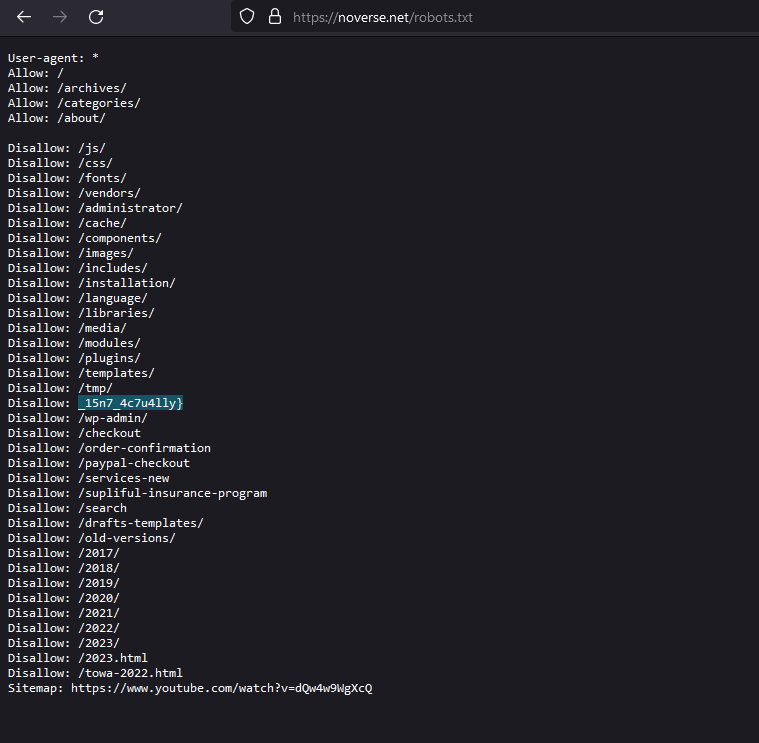 https://noverse.net/robots.txt
User-agent: *
Allow: /
Allow: /archives/
Allow: /categories/
Allow: /about/
Disallow: /js/
Disallow: /css/
Disallow: /fonts/
Disallow: /vendors/
Disallow: /administrator/
Disallow: /cache/
Disallow: /components/
Disallow: /images/
Disallow: /includes/
Disallow: /installation/
Disallow: /language/
Disallow: /libraries/
Disallow: /media/
Disallow: /modules/
Disallow: /plugins/
Disallow: /templates/
Disallow: /tmp/
Disallow: _15n7_4c7u4lly}
Disallow: /wp-admin/
Disallow: /checkout
Disallow: /order-confirmation
Disallow: /paypal-checkout
Disallow: /services-new
Disallow: /supliful-insurance-program
Disallow: /search
Disallow: /drafts-templates/
Disallow: /old-versions/
Disallow: /2017/
Disallow: /2018/
Disallow: /2019/
Disallow: /2020/
Disallow: /2021/
Disallow: /2022/
Disallow: /2023/
Disallow: /2023.html
Disallow: /towa-2022.html
Sitemap: https://www.youtube.com/watch?v=dQw4w9WgXcQ